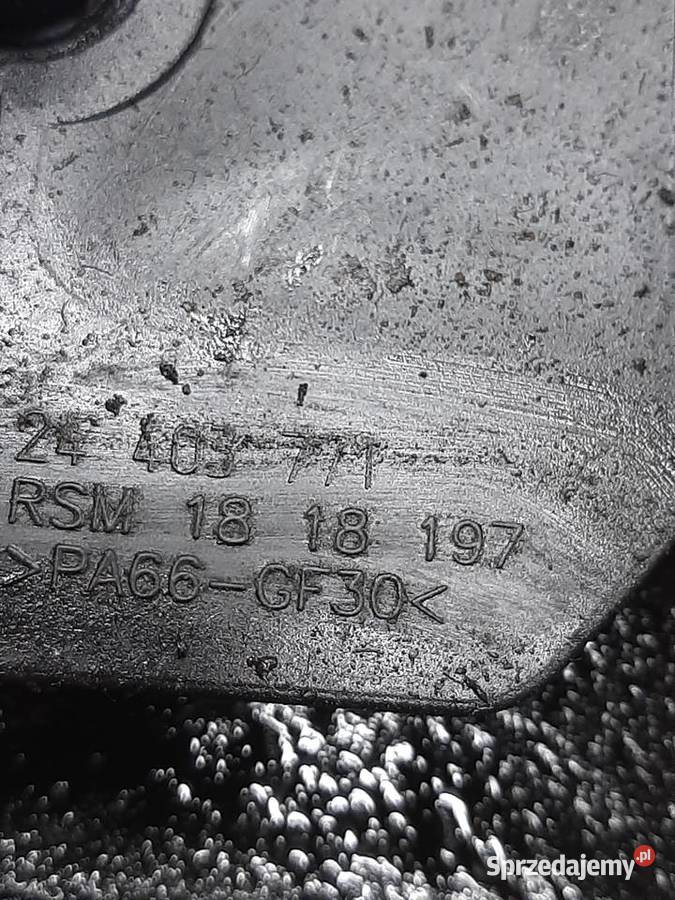 24 403 771
RSM 18 18 197
>PA66-GF30<
Sprzedajemy.pl